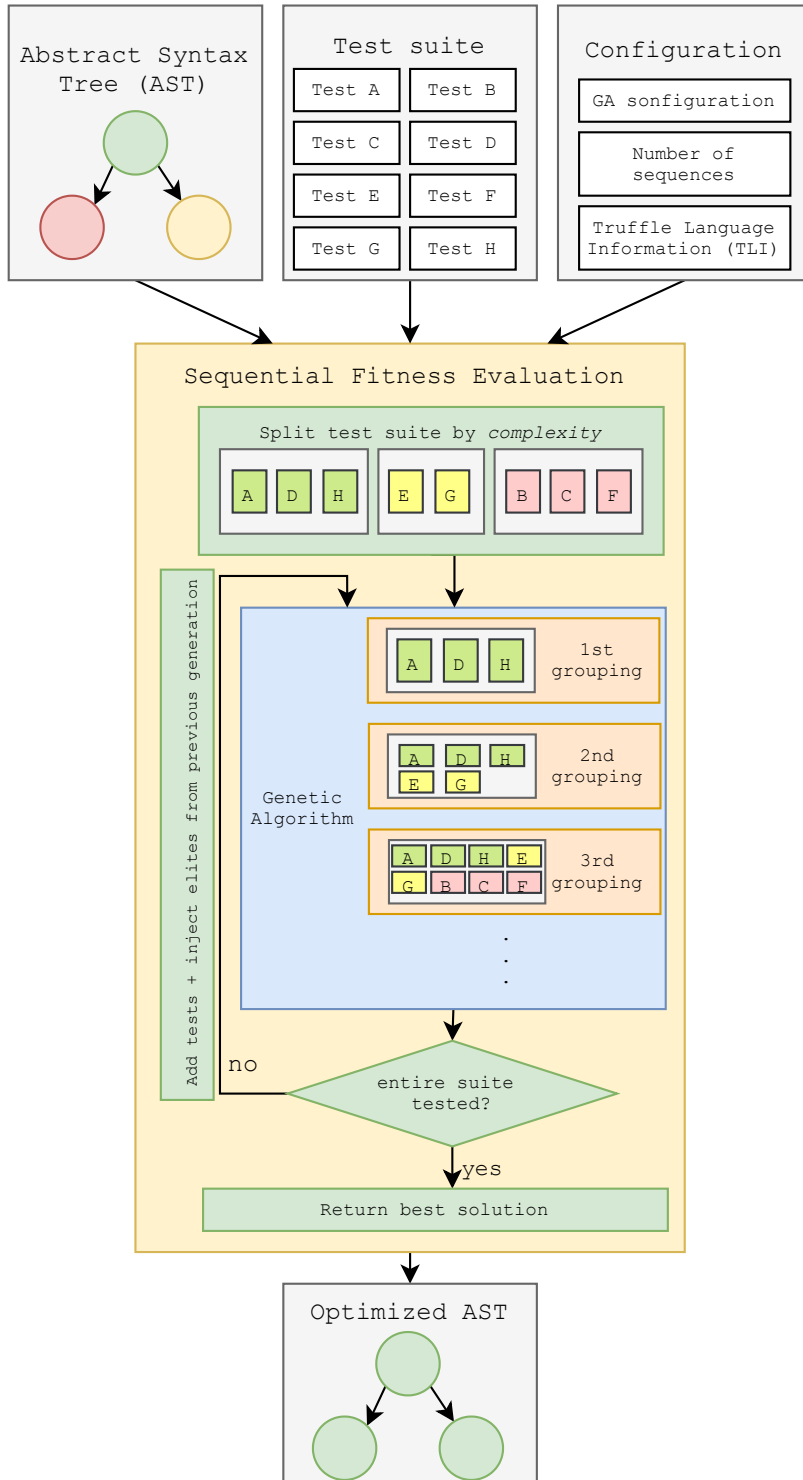 Abstract Syntax
Tree (AST)
Test suite
Test A
Test B
Test C
Test D
Test E
Test F
Test G
Test H
Configuration
GA sonfiguration
Number of
sequences
Truffle Language
Information (TLI)
Sequential Fitness Evaluation
Split test suite by complexity
A D H
E G
B C F
Add tests + inject elites from previous generation
Genetic
Algorithm
A D H
1st
grouping
A D H
E G
2nd
grouping
A D H E
G B C F
3rd
grouping
.
.
.
entire suite
tested?
no
yes
Return best solution
Optimized AST